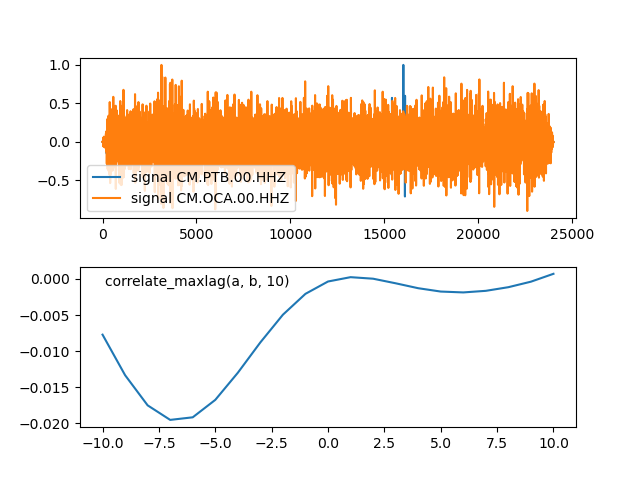 1.0
0.5
0.0
−0.5
signal CM.PTB.00.HHZ
signal CM.OCA.00.HHZ
0 5000 10000 15000 20000 25000
correlate_maxlag(a, b, 10)
0.000
−0.005
−0.010
−0.015
−0.020
−10.0 −7.5 −5.0 −2.5 0.0 2.5 5.0 7.5 10.0